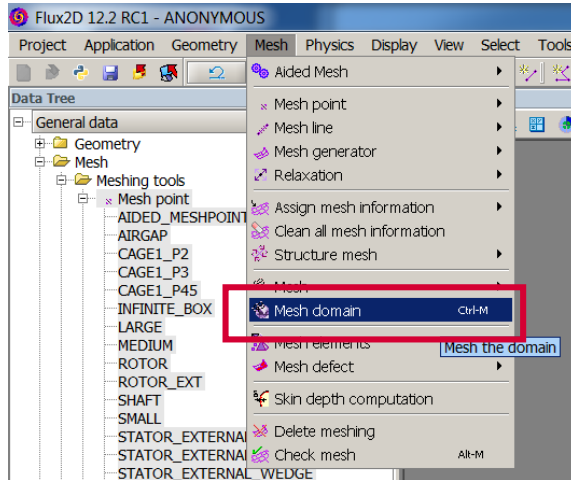 Flux2D 12.2 RC1 - ANONYMOUS
Project Application Geometry Mesh Physics Display View Select Tools
Data Tree
General data
Geometry
Mesh
Meshing tools
Mesh point
AIDED_MESHPOINT
AIRGAP
CAGE1_P2
CAGE1_P3
CAGE1_P45
INFINITE_BOX
LARGE
MEDIUM
ROTOR
ROTOR_EXT
SHAFT
SMALL
STATOR_EXTERNAL
STATOR_EXTERNAL
STATOR_EXTERNAL_WEDGE
Aided Mesh
Mesh point
Mesh line
Mesh generator
Relaxation
Assign mesh information
Clean all mesh information
Structure mesh
Mesh
Mesh domain Ctrl-M
Mesh elements
Mesh the domain
Mesh defect
Skin depth computation
Delete meshing
Check mesh Alt-M